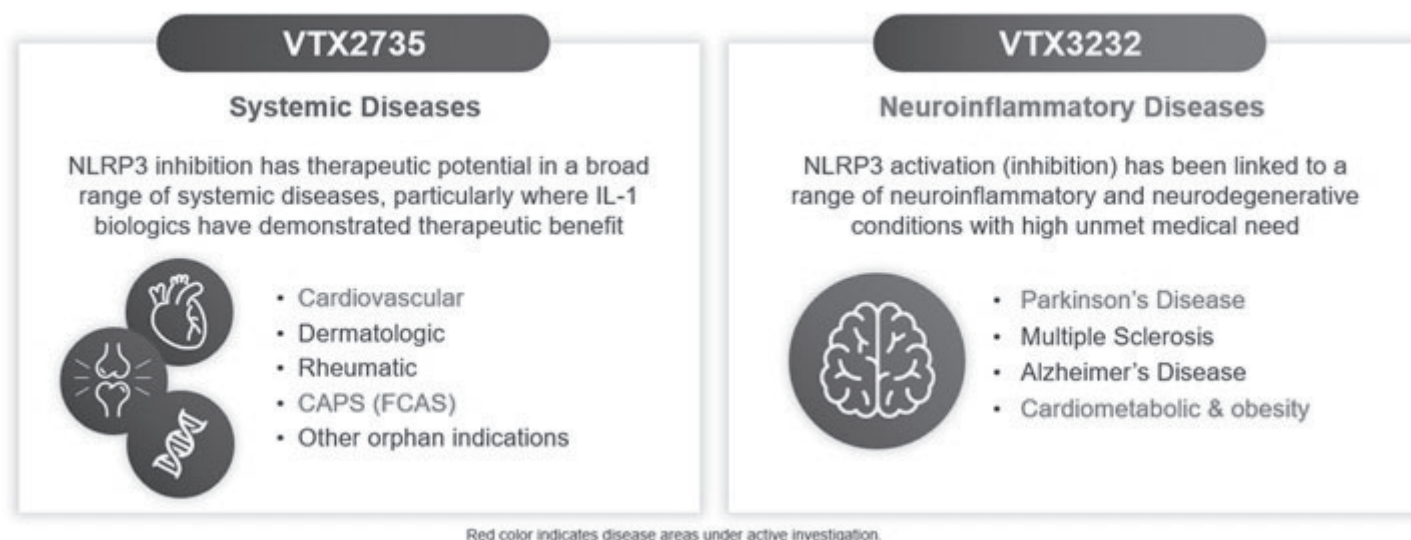 VTX2735
Systemic Diseases
NLRP3 inhibition has therapeutic potential in a broad
range of systemic diseases, particularly where IL-1
biologics have demonstrated therapeutic benefit
• Cardiovascular
• Dermatologic
• Rheumatic
• CAPS (FCAS)
• Other orphan indications
VTX3232
Neuroinflammatory Diseases
NLRP3 activation (inhibition) has been linked to a
range of neuroinflammatory and neurodegenerative
conditions with high unmet medical need
• Parkinson's Disease
• Multiple Sclerosis
• Alzheimer's Disease
• Cardiometabolic & obesity
Red color indicates disease areas under active investigation.